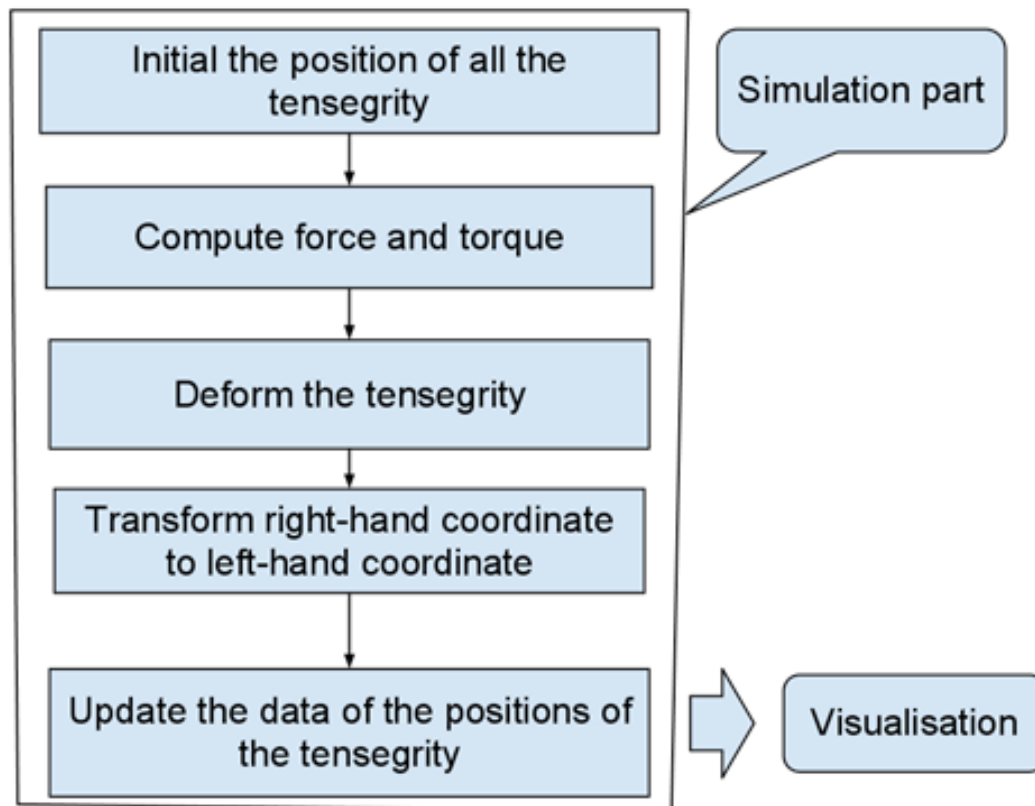 Initial the position of all the
tensegrity
Simulation part
Compute force and torque
Deform the tensegrity
Transform right-hand coordinate
to left-hand coordinate
Update the data of the positions of
the tensegrity
Visualisation